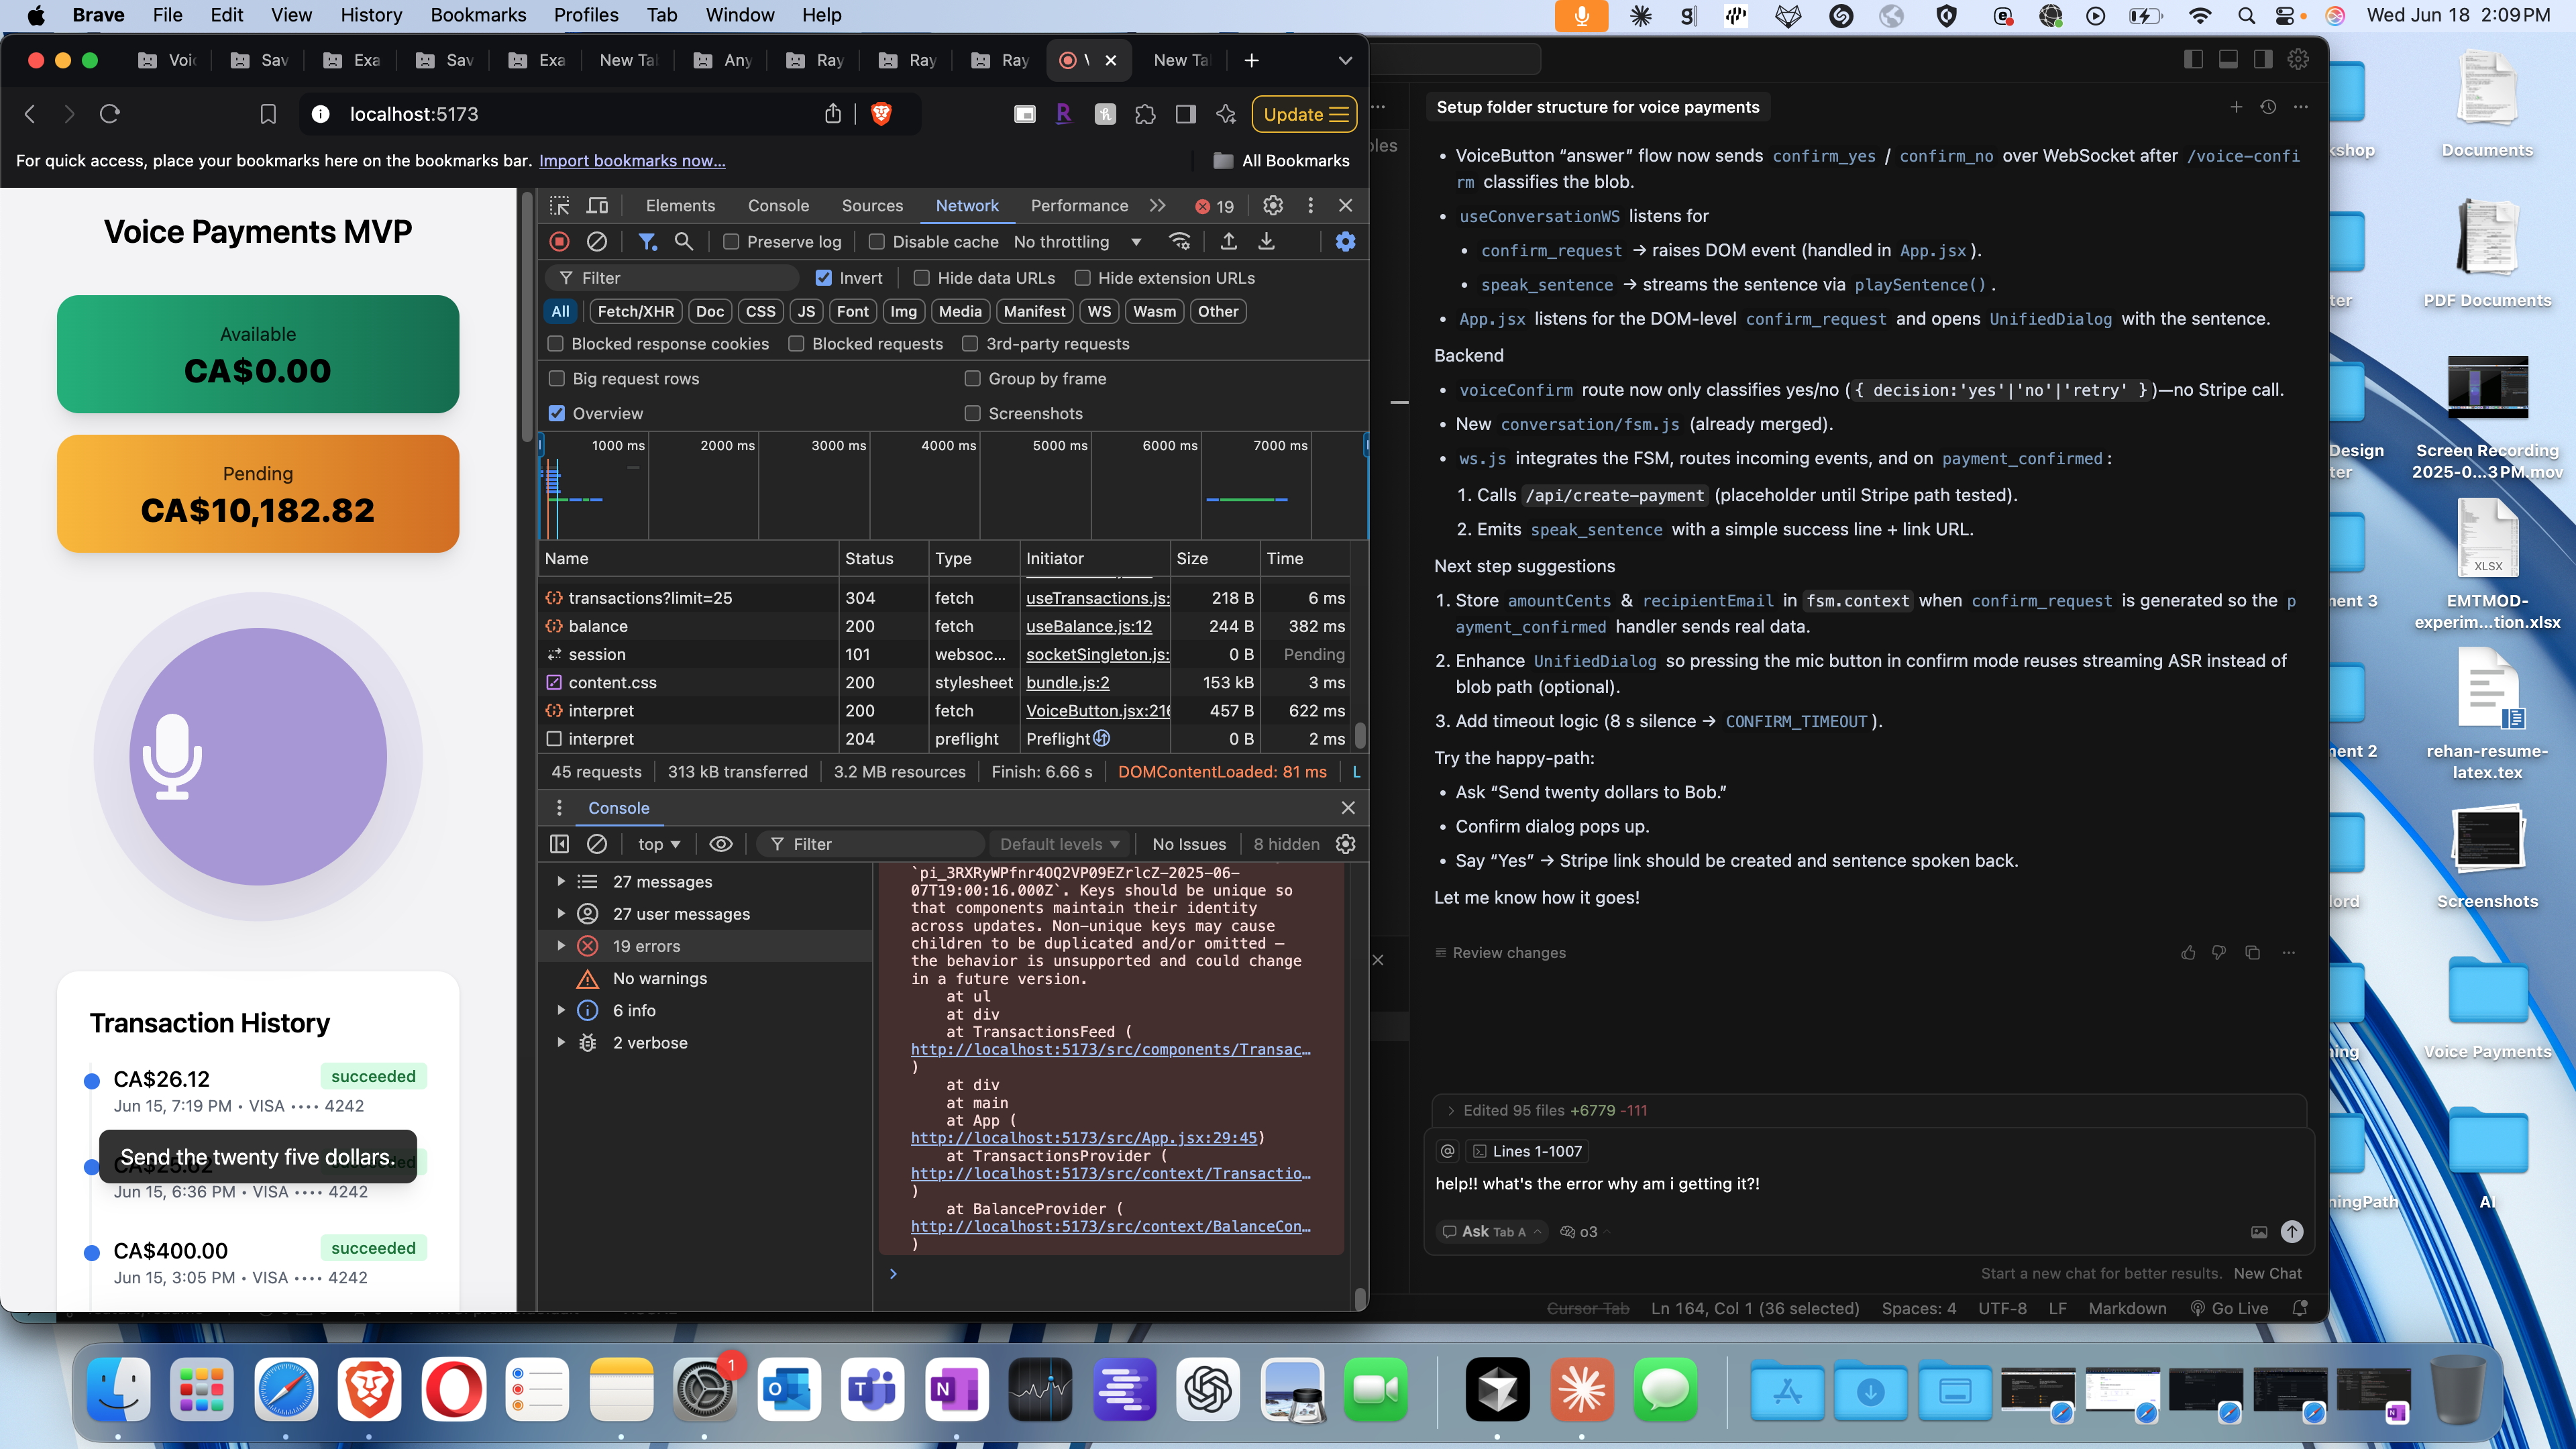 Brave File Edit View History Bookmarks Profiles Tab Window Help
Wed Jun 18 2:09 PM
Voic Sav Exa Sav Exa New Ta Any Ray Ray Ray V New Ta
localhost:5173
Update
For quick access, place your bookmarks here on the bookmarks bar. Import bookmarks now...
All Bookmarks
Voice Payments MVP
Available
CA$0.00
Pending
CA$10,182.82
Transaction History
CA$26.12
succeeded
Jun 15, 7:19 PM • VISA •••• 4242
Send the twenty five dollars.
Jun 15, 6:36 PM • VISA •••• 4242
CA$400.00
succeeded
Jun 15, 3:05 PM • VISA •••• 4242
Elements Console Sources Network Performance 19
Preserve log Disable cache No throttling
Filter Invert Hide data URLs Hide extension URLs
All Fetch/XHR Doc CSS JS Font Img Media Manifest WS Wasm Other
Blocked response cookies Blocked requests 3rd-party requests
Big request rows Group by frame
Overview Screenshots
1000 ms 2000 ms 3000 ms 4000 ms 5000 ms 6000 ms 7000 ms
Name Status Type Initiator Size Time
transactions?limit=25 304 fetch useTransactions.js: 218 B 6 ms
balance 200 fetch useBalance.js:12 244 B 382 ms
session 101 websoc... socketSingleton.js: 0 B Pending
content.css 200 stylesheet bundle.js:2 153 kB 3 ms
interpret 200 fetch VoiceButton.jsx:216 457 B 622 ms
interpret 204 preflight Preflight 0 B 2 ms
45 requests 313 kB transferred 3.2 MB resources Finish: 6.66 s DOMContentLoaded: 81 ms L
Console
top Filter Default levels No Issues 8 hidden
27 messages
27 user messages
19 errors
No warnings
6 info
2 verbose
`pi_3RXRyWPfnr4OQ2VP09EZrlcZ-2025-06-
07T19:00:16.000Z`. Keys should be unique so
that components maintain their identity
across updates. Non-unique keys may cause
children to be duplicated and/or omitted —
the behavior is unsupported and could change
in a future version.
at ul
at div
at TransactionsFeed (
http://localhost:5173/src/components/Transac…
)
at div
at main
at App (
http://localhost:5173/src/App.jsx:29:45)
at TransactionsProvider (
http://localhost:5173/src/context/Transactio…
)
at BalanceProvider (
http://localhost:5173/src/context/BalanceCon…
)
Setup folder structure for voice payments
• VoiceButton “answer” flow now sends confirm_yes / confirm_no over WebSocket after /voice-confi
rm classifies the blob.
• useConversationWS listens for
• confirm_request → raises DOM event (handled in App.jsx ).
• speak_sentence → streams the sentence via playSentence() .
• App.jsx listens for the DOM-level confirm_request and opens UnifiedDialog with the sentence.
Backend
• voiceConfirm route now only classifies yes/no ({ decision:'yes'|'no'|'retry' })—no Stripe call.
• New conversation/fsm.js (already merged).
• ws.js integrates the FSM, routes incoming events, and on payment_confirmed :
1. Calls /api/create-payment (placeholder until Stripe path tested).
2. Emits speak_sentence with a simple success line + link URL.
Next step suggestions
1. Store amountCents & recipientEmail in fsm.context when confirm_request is generated so the p
ayment_confirmed handler sends real data.
2. Enhance UnifiedDialog so pressing the mic button in confirm mode reuses streaming ASR instead of
blob path (optional).
3. Add timeout logic (8 s silence → CONFIRM_TIMEOUT ).
Try the happy-path:
• Ask “Send twenty dollars to Bob.”
• Confirm dialog pops up.
• Say “Yes” → Stripe link should be created and sentence spoken back.
Let me know how it goes!
Review changes
Edited 95 files +6779 -111
@ Lines 1-1007
help!! what's the error why am i getting it?!
Ask Tab A o3
Start a new chat for better results. New Chat
Cursor Tab Ln 164, Col 1 (36 selected) Spaces: 4 UTF-8 LF Markdown Go Live
Documents
PDF Documents
Screen Recording
2025-0...3PM.mov
XLSX
EMTMOD-
experim...tion.xlsx
rehan-resume-
latex.tex
Screenshots
Voice Payments
AI
1